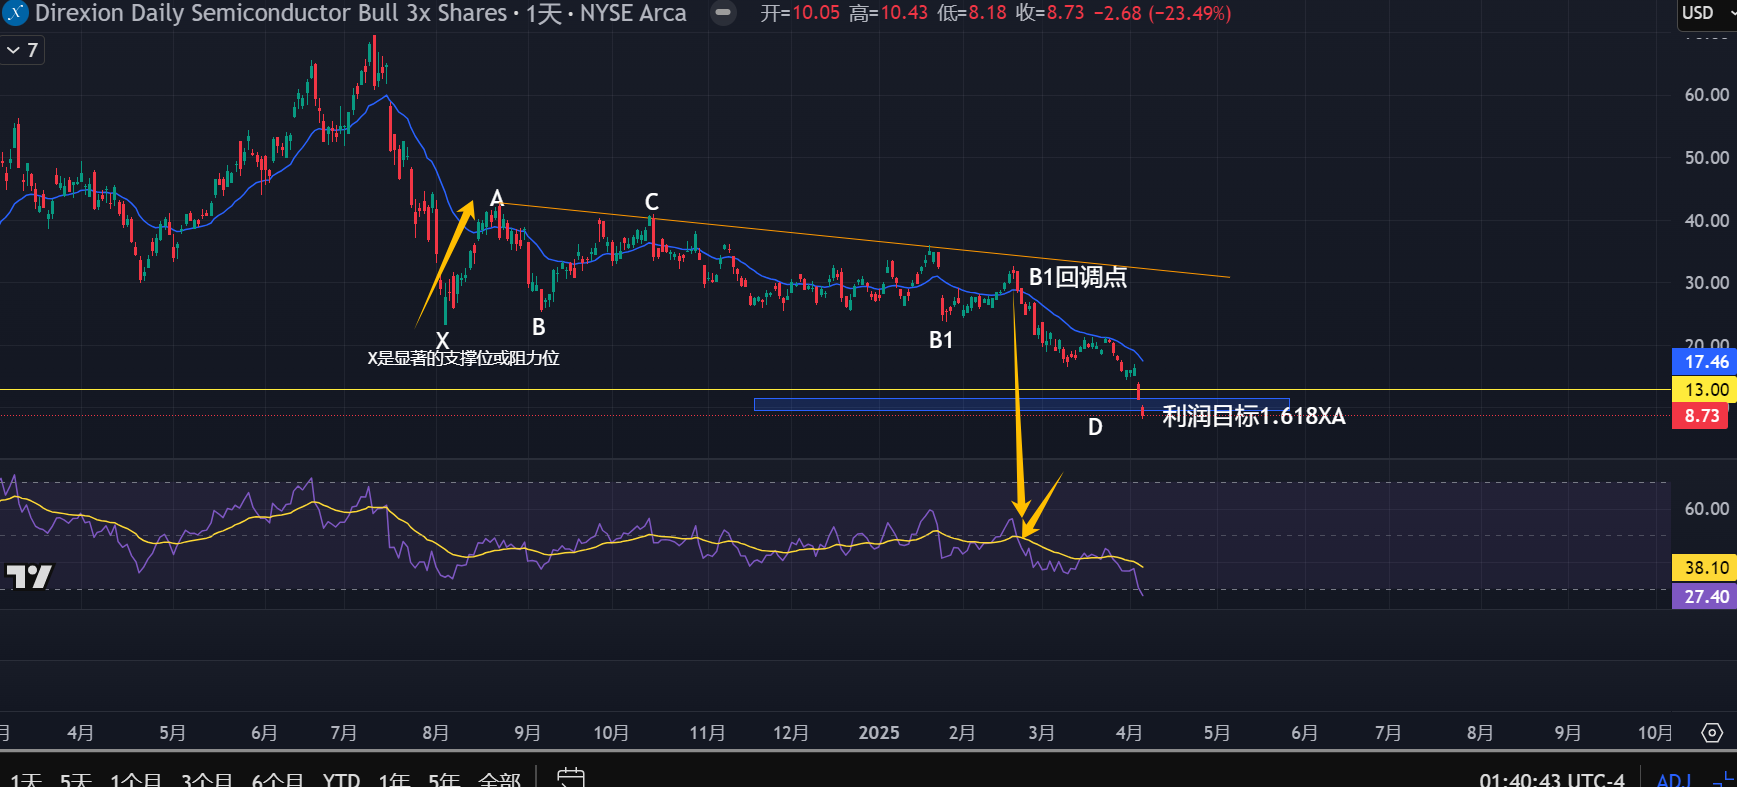 Direxion Daily Semiconductor Bull 3x Shares · 1天 · NYSE Arca
开=10.05 高=10.43 低=8.18 收=8.73 −2.68 (−23.49%)
USD
7
60.00
50.00
40.00
30.00
20.00
17.46
13.00
8.73
A
C
B1回调点
X
B
B1
X是显著的支撑位或阻力位
D
利润目标1.618XA
60.00
38.10
27.40
月
4月
5月
6月
7月
8月
9月
10月
11月
12月
2025
2月
3月
4月
5月
6月
7月
8月
9月
10月
1天 5天 1个月 3个月 6个月 YTD 1年 5年 全部
01:40:43 UTC-4
ADJ